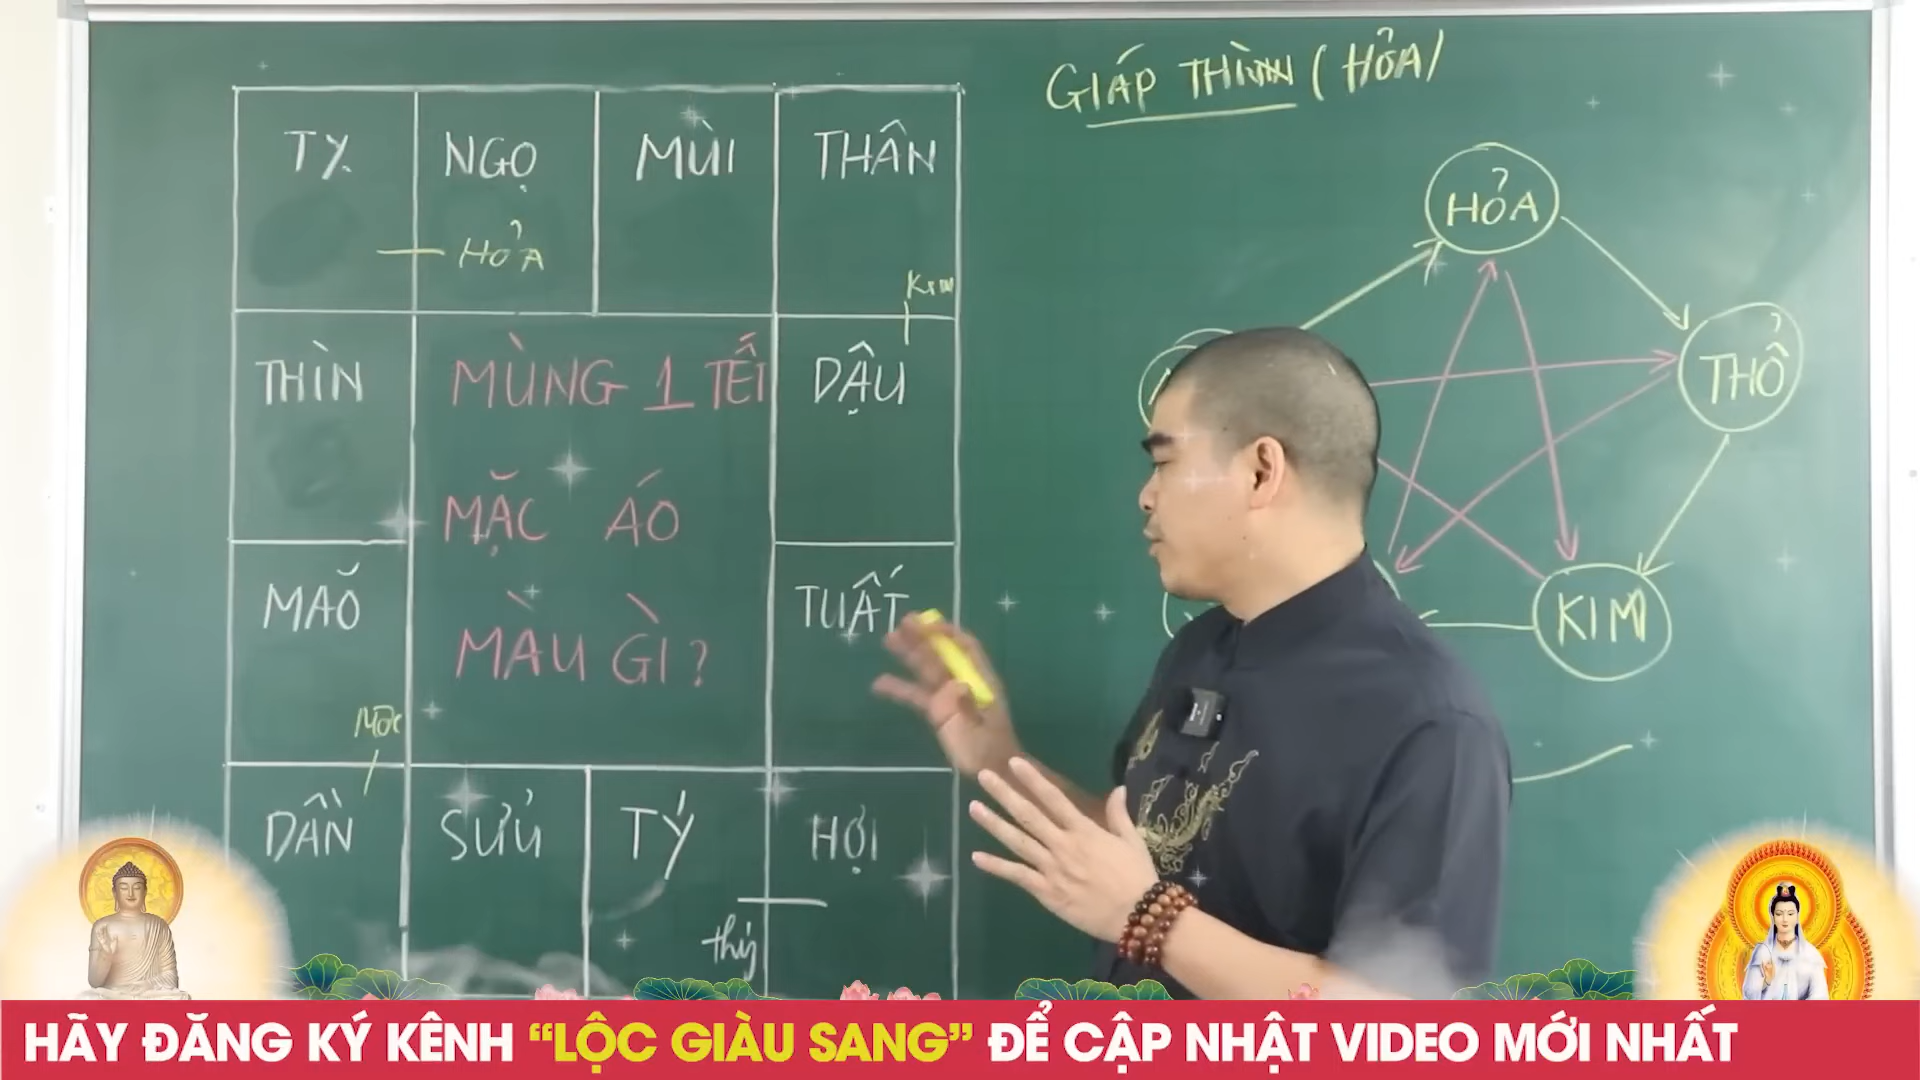 GIÁP THÌN (HỎA)
TỴ NGỌ MÙI THÂN
HỎA
KIM
THÌN
DẬU
MÙNG 1 TẾT
MẶC ÁO
MÀU GÌ?
MAÕ
TUẤT
MỘC
DẦN SỬU TÝ HỢI
thủy
HỎA
THỔ
KIM
HÃY ĐĂNG KÝ KÊNH “LỘC GIÀU SANG” ĐỂ CẬP NHẬT VIDEO MỚI NHẤT